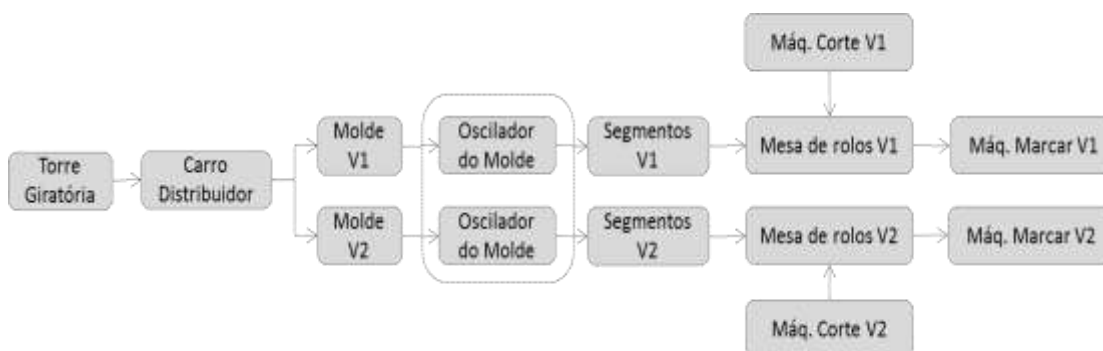 Máq. Corte V1
Molde
V1
Oscilador
do Molde
Segmentos
V1
Mesa de rolos V1
Máq. Marcar V1
Torre
Giratória
Carro
Distribuidor
Molde
V2
Oscilador
do Molde
Segmentos
V2
Mesa de rolos V2
Máq. Marcar V2
Máq. Corte V2